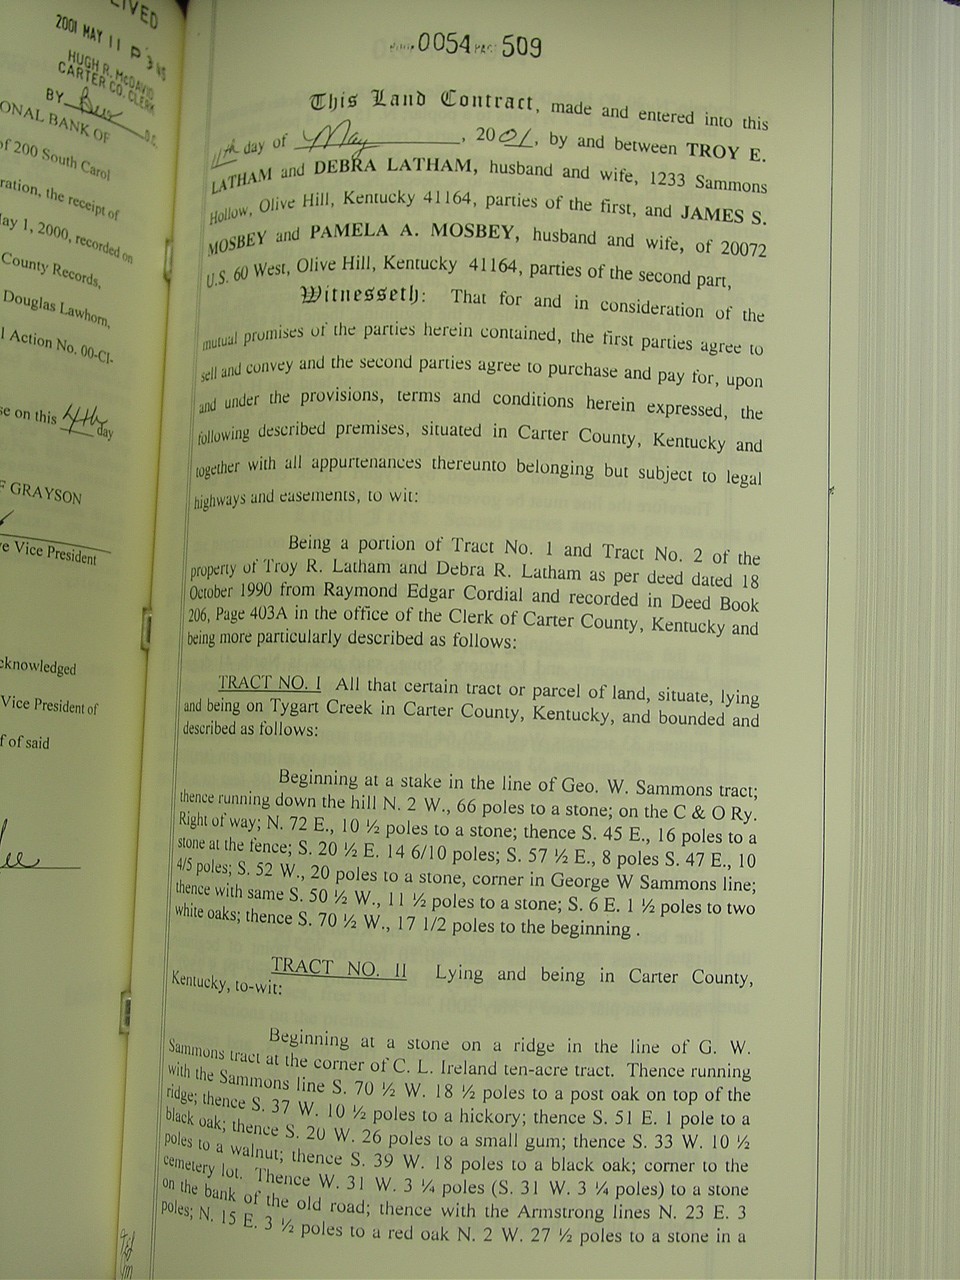 2001 MAY 11 P 3
HUGH R. McDAVID
CARTER CO. CLERK
BY
D.C.
ONAL BANK OF
of 200 South Carol
ration, the receipt of
ay 1, 2000, recorded on
County Records,
Douglas Lawhorn,
l Action No. 00-CI-
se on this 4th day
F GRAYSON
e Vice President
cknowledged
Vice President of
f of said
0054 509
This Land Contract, made and entered into this
11th day of May, 2001, by and between TROY E.
LATHAM and DEBRA LATHAM, husband and wife, 1233 Sammons
Hollow, Olive Hill, Kentucky 41164, parties of the first, and JAMES S.
MOSBEY and PAMELA A. MOSBEY, husband and wife, of 20072
U.S. 60 West, Olive Hill, Kentucky 41164, parties of the second part,
Witnesseth: That for and in consideration of the
mutual promises of the parties herein contained, the first parties agree to
sell and convey and the second parties agree to purchase and pay for, upon
and under the provisions, terms and conditions herein expressed, the
following described premises, situated in Carter County, Kentucky and
together with all appurtenances thereunto belonging but subject to legal
highways and easements, to wit:
Being a portion of Tract No. 1 and Tract No. 2 of the
property of Troy R. Latham and Debra R. Latham as per deed dated 18
October 1990 from Raymond Edgar Cordial and recorded in Deed Book
206, Page 403A in the office of the Clerk of Carter County, Kentucky and
being more particularly described as follows:
TRACT NO. I All that certain tract or parcel of land, situate, lying
and being on Tygart Creek in Carter County, Kentucky, and bounded and
described as follows:
Beginning at a stake in the line of Geo. W. Sammons tract;
thence running down the hill N. 2 W., 66 poles to a stone; on the C & O Ry.
Right of way; N. 72 E., 10 ½ poles to a stone; thence S. 45 E., 16 poles to a
stone at the fence; S. 20 ½ E. 14 6/10 poles; S. 57 ½ E., 8 poles S. 47 E., 10
4/5 poles; S. 52 W., 20 poles to a stone, corner in George W Sammons line;
thence with same S. 50 ½ W., 11 ½ poles to a stone; S. 6 E. 1 ½ poles to two
white oaks; thence S. 70 ½ W., 17 1/2 poles to the beginning .
TRACT NO. II Lying and being in Carter County,
Kentucky, to-wit:
Beginning at a stone on a ridge in the line of G. W.
Sammons tract at the corner of C. L. Ireland ten-acre tract. Thence running
with the Sammons line S. 70 ½ W. 18 ½ poles to a post oak on top of the
ridge; thence S. 37 W. 10 ½ poles to a hickory; thence S. 51 E. 1 pole to a
black oak; thence S. 20 W. 26 poles to a small gum; thence S. 33 W. 10 ½
poles to a walnut; thence S. 39 W. 18 poles to a black oak; corner to the
cemetery lot. Thence W. 31 W. 3 ¼ poles (S. 31 W. 3 ¼ poles) to a stone
on the bank of the old road; thence with the Armstrong lines N. 23 E. 3
poles; N. 15 E. 3 ½ poles to a red oak N. 2 W. 27 ½ poles to a stone in a